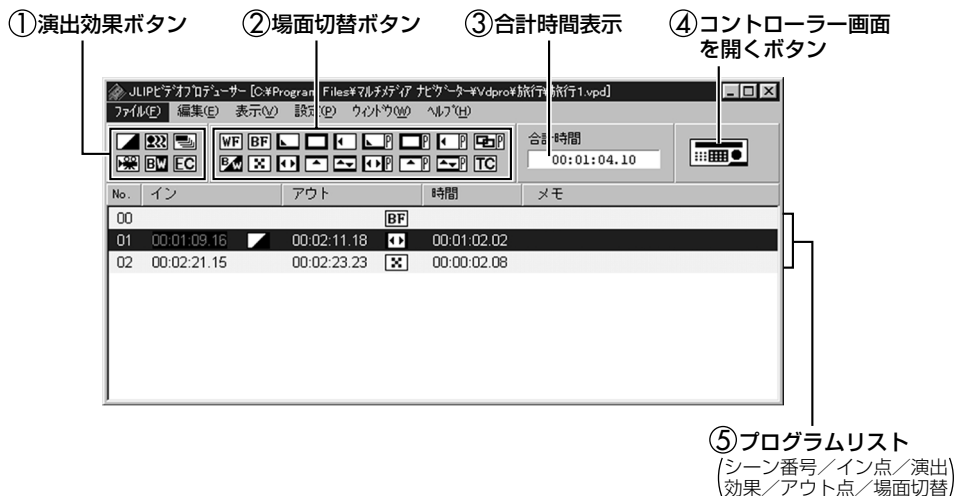 ①演出効果ボタン ②場面切替ボタン ③合計時間表示 ④コントローラー画面
を開くボタン
JLIPビデオプロデューサー [C:¥Program Files¥マルチメディア ナビゲーター¥Vdpro¥旅行¥旅行1.vpd]
ファイル(F) 編集(E) 表示(V) 設定(P) ウィンドウ(W) ヘルプ(H)
WF BF P P P P 合計時間
BW EC B/W P P P TC 00:01:04.10
No. イン アウト 時間 メモ
00 BF
01 00:01:09.16 00:02:11.18 00:01:02.02
02 00:02:21.15 00:02:23.23 00:00:02.08
⑤プログラムリスト
(シーン番号／イン点／演出
効果／アウト点／場面切替)